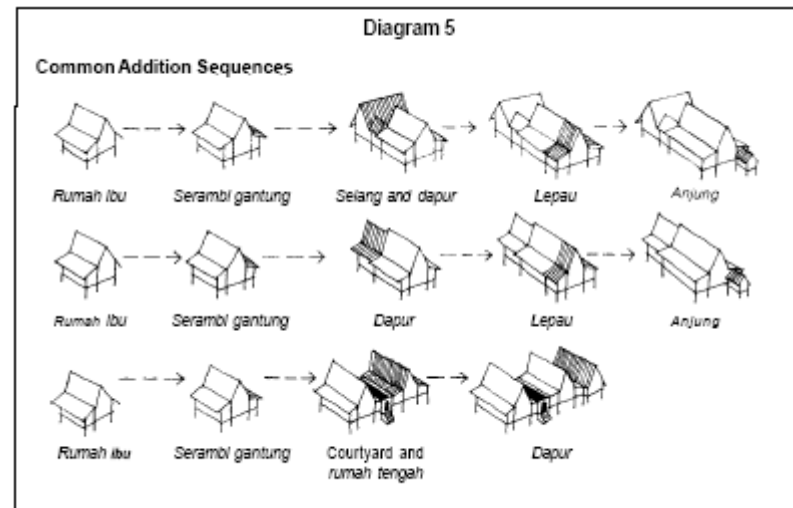 Diagram 5
Common Addition Sequences
Rumah Ibu Serambi gantung Selang and dapur Lepau Anjung
Rumah Ibu Serambi gantung Dapur Lepau Anjung
Rumah ibu Serambi gantung Courtyard and Dapur
rumah tengah